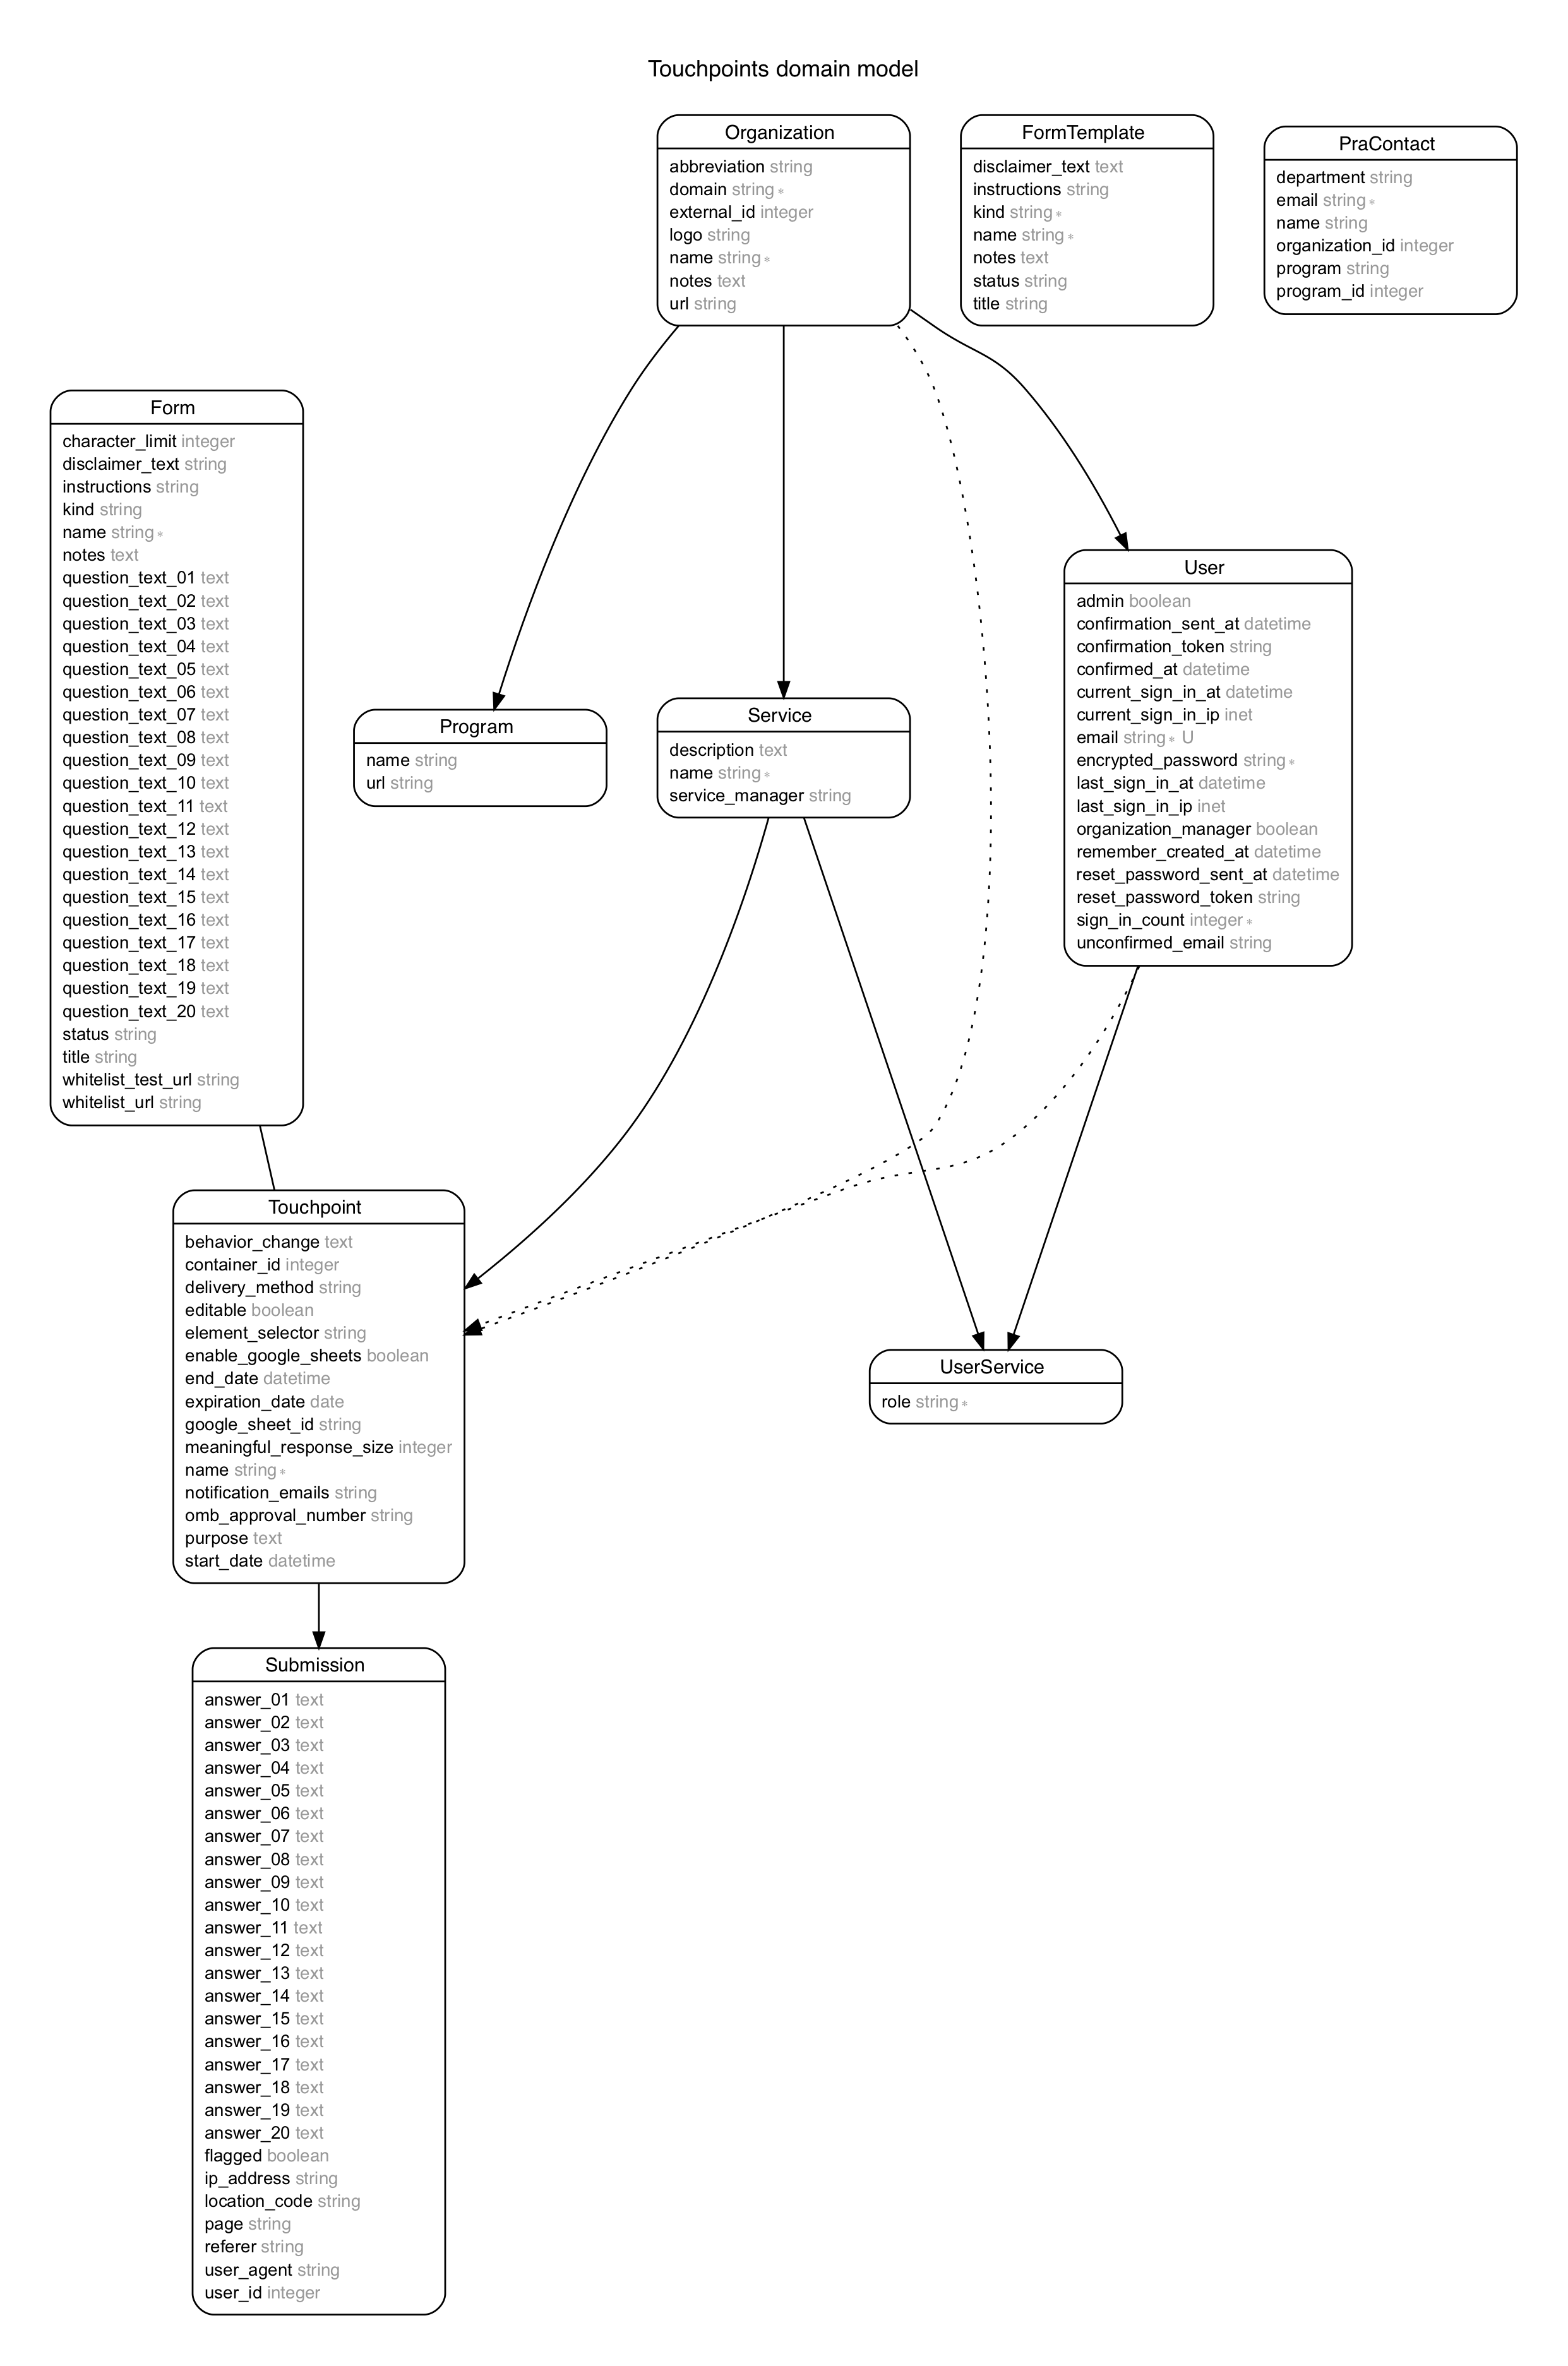 Touchpoints domain model
Organization
abbreviation string
domain string *
external_id integer
logo string
name string *
notes text
url string
FormTemplate
disclaimer_text text
instructions string
kind string *
name string *
notes text
status string
title string
PraContact
department string
email string *
name string
organization_id integer
program string
program_id integer
Form
character_limit integer
disclaimer_text string
instructions string
kind string
name string *
notes text
question_text_01 text
question_text_02 text
question_text_03 text
question_text_04 text
question_text_05 text
question_text_06 text
question_text_07 text
question_text_08 text
question_text_09 text
question_text_10 text
question_text_11 text
question_text_12 text
question_text_13 text
question_text_14 text
question_text_15 text
question_text_16 text
question_text_17 text
question_text_18 text
question_text_19 text
question_text_20 text
status string
title string
whitelist_test_url string
whitelist_url string
Program
name string
url string
Service
description text
name string *
service_manager string
User
admin boolean
confirmation_sent_at datetime
confirmation_token string
confirmed_at datetime
current_sign_in_at datetime
current_sign_in_ip inet
email string * U
encrypted_password string *
last_sign_in_at datetime
last_sign_in_ip inet
organization_manager boolean
remember_created_at datetime
reset_password_sent_at datetime
reset_password_token string
sign_in_count integer *
unconfirmed_email string
Touchpoint
behavior_change text
container_id integer
delivery_method string
editable boolean
element_selector string
enable_google_sheets boolean
end_date datetime
expiration_date date
google_sheet_id string
meaningful_response_size integer
name string *
notification_emails string
omb_approval_number string
purpose text
start_date datetime
UserService
role string *
Submission
answer_01 text
answer_02 text
answer_03 text
answer_04 text
answer_05 text
answer_06 text
answer_07 text
answer_08 text
answer_09 text
answer_10 text
answer_11 text
answer_12 text
answer_13 text
answer_14 text
answer_15 text
answer_16 text
answer_17 text
answer_18 text
answer_19 text
answer_20 text
flagged boolean
ip_address string
location_code string
page string
referer string
user_agent string
user_id integer